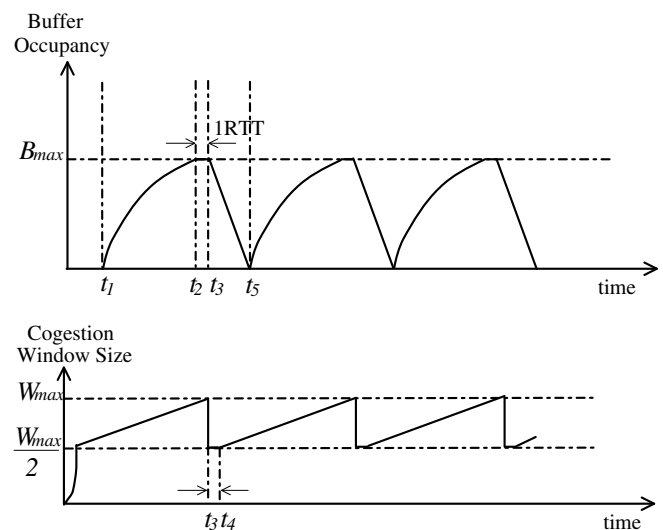 Buffer
Occupancy
1RTT
Bmax
t1 t2 t3 t5
time
Cogestion
Window Size
Wmax
Wmax
2
t3 t4
time